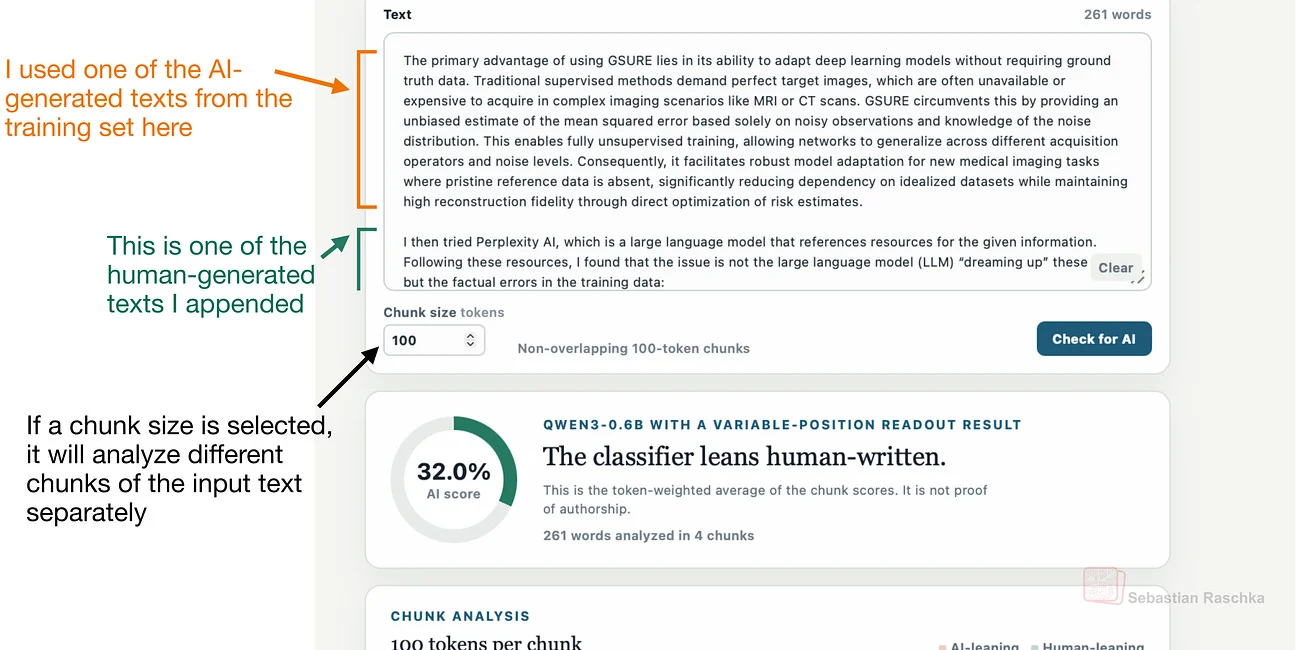 Text
261 words
I used one of the AI-
generated texts from the
training set here
The primary advantage of using GSURE lies in its ability to adapt deep learning models without requiring ground
truth data. Traditional supervised methods demand perfect target images, which are often unavailable or
expensive to acquire in complex imaging scenarios like MRI or CT scans. GSURE circumvents this by providing an
unbiased estimate of the mean squared error based solely on noisy observations and knowledge of the noise
distribution. This enables fully unsupervised training, allowing networks to generalize across different acquisition
operators and noise levels. Consequently, it facilitates robust model adaptation for new medical imaging tasks
where pristine reference data is absent, significantly reducing dependency on idealized datasets while maintaining
high reconstruction fidelity through direct optimization of risk estimates.
This is one of the
human-generated
texts I appended
I then tried Perplexity AI, which is a large language model that references resources for the given information.
Following these resources, I found that the issue is not the large language model (LLM) “dreaming up” these
but the factual errors in the training data:
Clear
Chunk size tokens
100
Non-overlapping 100-token chunks
Check for AI
If a chunk size is selected,
it will analyze different
chunks of the input text
separately
32.0%
AI score
QWEN3-0.6B WITH A VARIABLE-POSITION READOUT RESULT
The classifier leans human-written.
This is the token-weighted average of the chunk scores. It is not proof
of authorship.
261 words analyzed in 4 chunks
Sebastian Raschka
CHUNK ANALYSIS
100 tokens per chunk
AI-leaning
Human-leaning